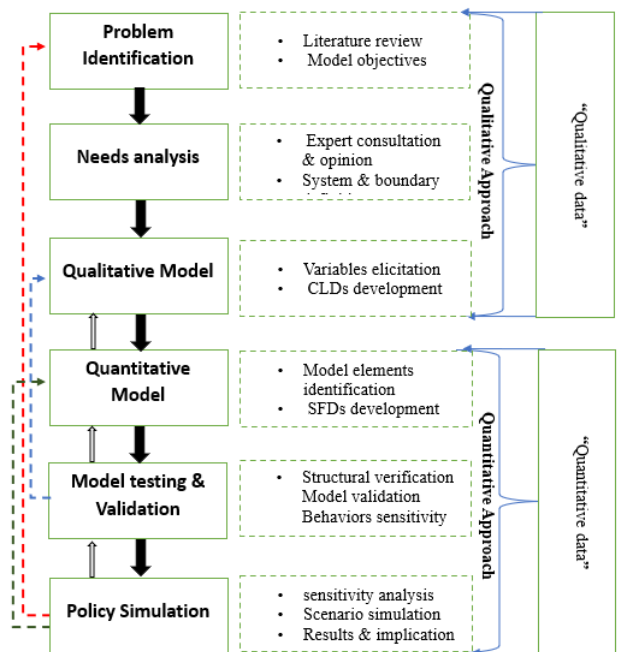 Problem
Identification
• Literature review
• Model objectives
Needs analysis
• Expert consultation
& opinion
• System & boundary
Qualitative Model
• Variables elicitation
• CLDs development
Qualitative Approach
“Qualitative data”
Quantitative
Model
• Model elements
identification
• SFDs development
Model testing &
Validation
• Structural verification
Model validation
Behaviors sensitivity
Policy Simulation
• sensitivity analysis
• Scenario simulation
• Results & implication
Quantitative Approach
“Quantitative data”